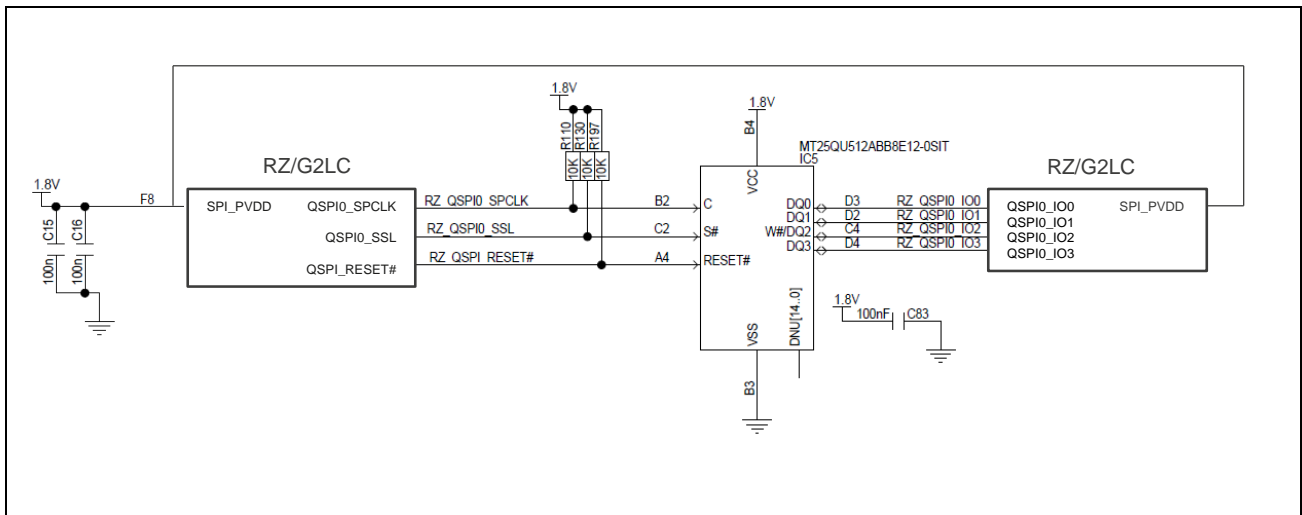 1.8V
R110
R130
R197
10K
10K
10K
1.8V
B4
MT25QU512ABB8E12-0SIT
IC5
RZ/G2LC
RZ/G2LC
1.8V
F8
C15
100n
C16
100n
SPI_PVDD
QSPI0_SPCLK
QSPI0_SSL
QSPI_RESET#
RZ_QSPI0_SPCLK
RZ_QSPI0_SSL
RZ_QSPI_RESET#
B2
C2
A4
VCC
C
S#
RESET#
DQ0
DQ1
W#/DQ2
DQ3
VSS
DNU[14..0]
B3
D3
D2
C4
D4
RZ_QSPI0_IO0
RZ_QSPI0_IO1
RZ_QSPI0_IO2
RZ_QSPI0_IO3
QSPI0_IO0
QSPI0_IO1
QSPI0_IO2
QSPI0_IO3
SPI_PVDD
1.8V
100nF
C83